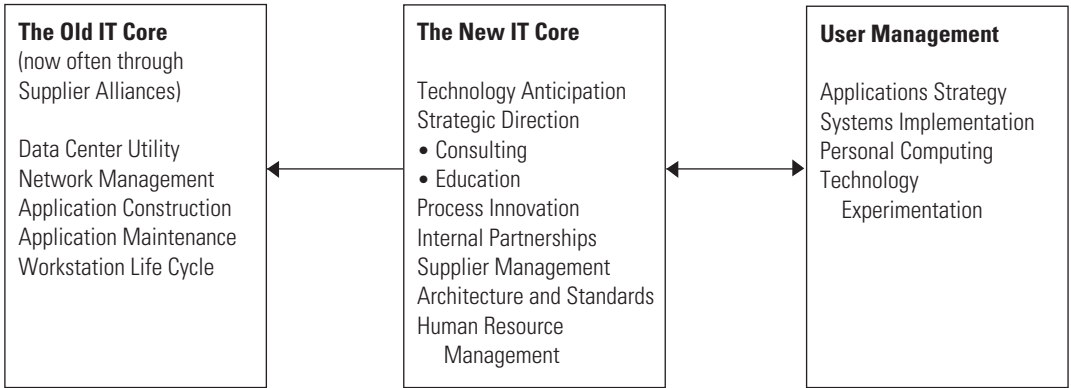 The Old IT Core
(now often through
Supplier Alliances)
Data Center Utility
Network Management
Application Construction
Application Maintenance
Workstation Life Cycle
The New IT Core
Technology Anticipation
Strategic Direction
• Consulting
• Education
Process Innovation
Internal Partnerships
Supplier Management
Architecture and Standards
Human Resource
Management
User Management
Applications Strategy
Systems Implementation
Personal Computing
Technology
Experimentation